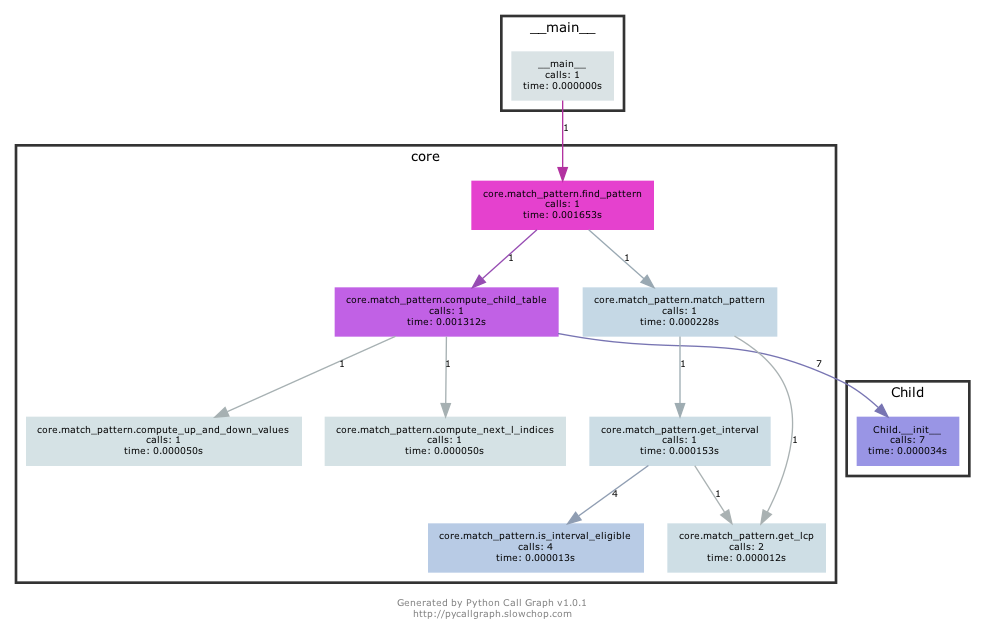 __main__
__main__
calls: 1
time: 0.000000s
1
core
core.match_pattern.find_pattern
calls: 1
time: 0.001653s
1
1
core.match_pattern.compute_child_table
calls: 1
time: 0.001312s
core.match_pattern.match_pattern
calls: 1
time: 0.000228s
1
1
1
7
Child
core.match_pattern.compute_up_and_down_values
calls: 1
time: 0.000050s
core.match_pattern.compute_next_l_indices
calls: 1
time: 0.000050s
core.match_pattern.get_interval
calls: 1
time: 0.000153s
1
Child.__init__
calls: 7
time: 0.000034s
4
1
core.match_pattern.is_interval_eligible
calls: 4
time: 0.000013s
core.match_pattern.get_lcp
calls: 2
time: 0.000012s
Generated by Python Call Graph v1.0.1
http://pycallgraph.slowchop.com